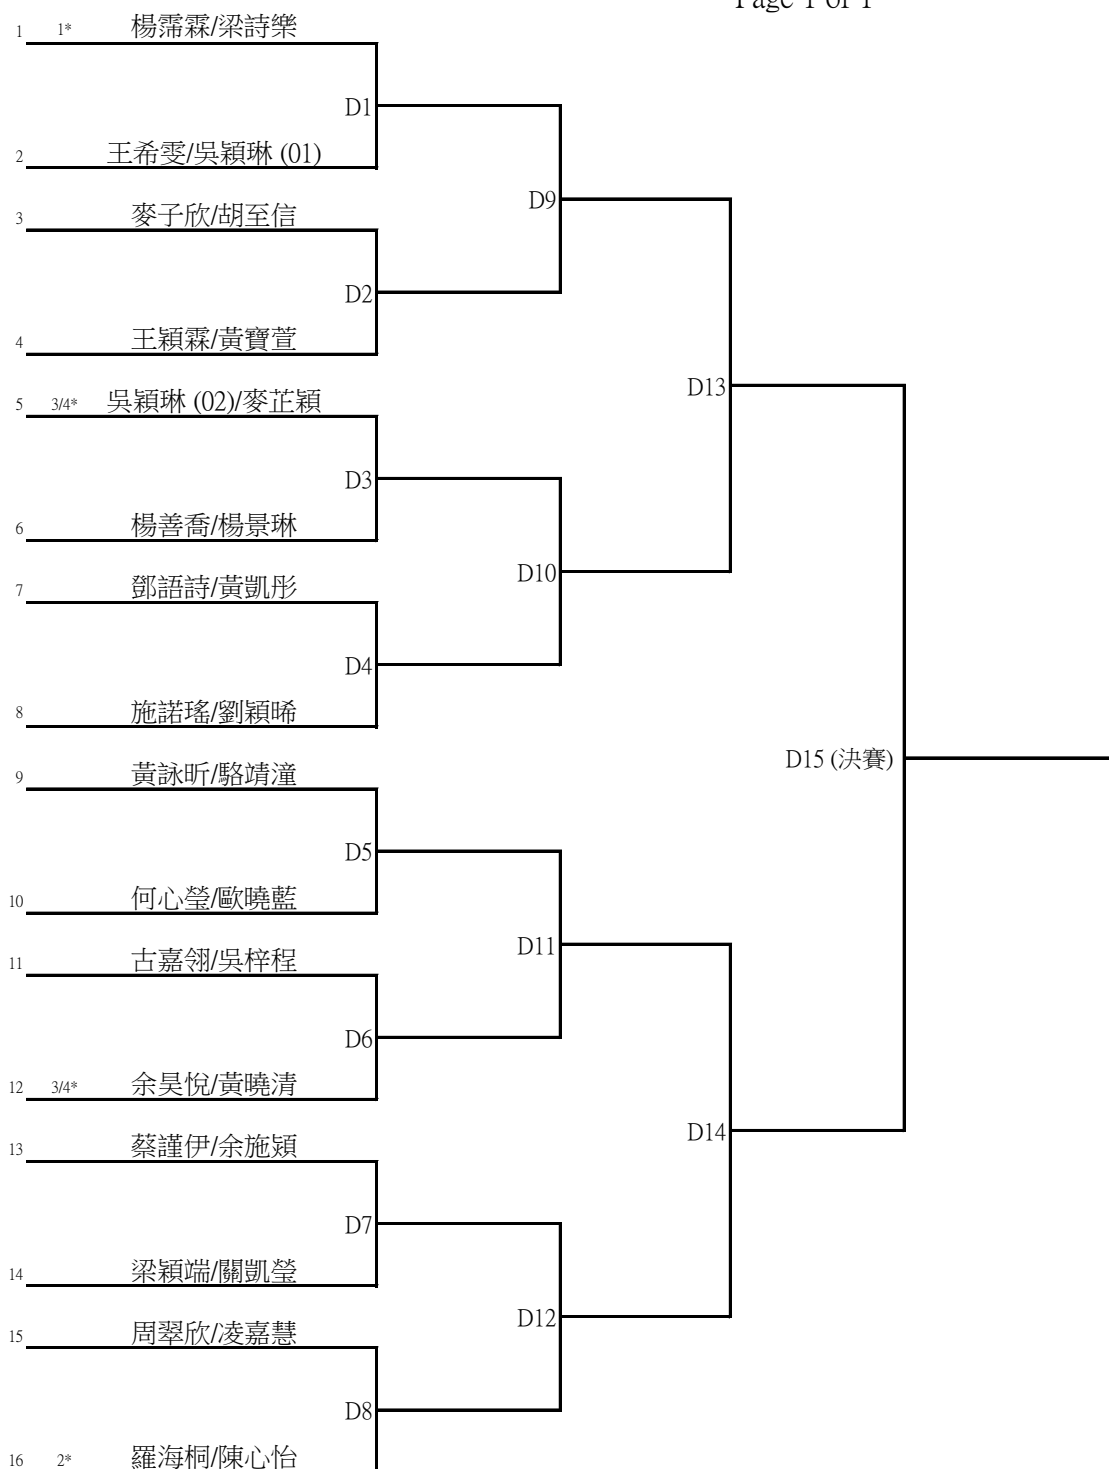 Page 1 of 1
1 1* 楊霈霖/梁詩樂
D1
2 王希雯/吳穎琳 (01)
D9
3 麥子欣/胡至信
D2
4 王穎霖/黃寶萱
D13
5 3/4* 吳穎琳 (02)/麥芷穎
D3
6 楊善喬/楊景琳
D10
7 鄧語詩/黃凱彤
D4
8 施諾瑤/劉穎晞
D15 (決賽)
9 黃詠昕/駱靖潼
D5
10 何心瑩/歐曉藍
D11
11 古嘉翎/吳梓程
D6
12 3/4* 余昊悅/黃曉清
D14
13 蔡謹伊/余施潁
D7
14 梁穎端/關凱瑩
D12
15 周翠欣/凌嘉慧
D8
16 2* 羅海桐/陳心怡